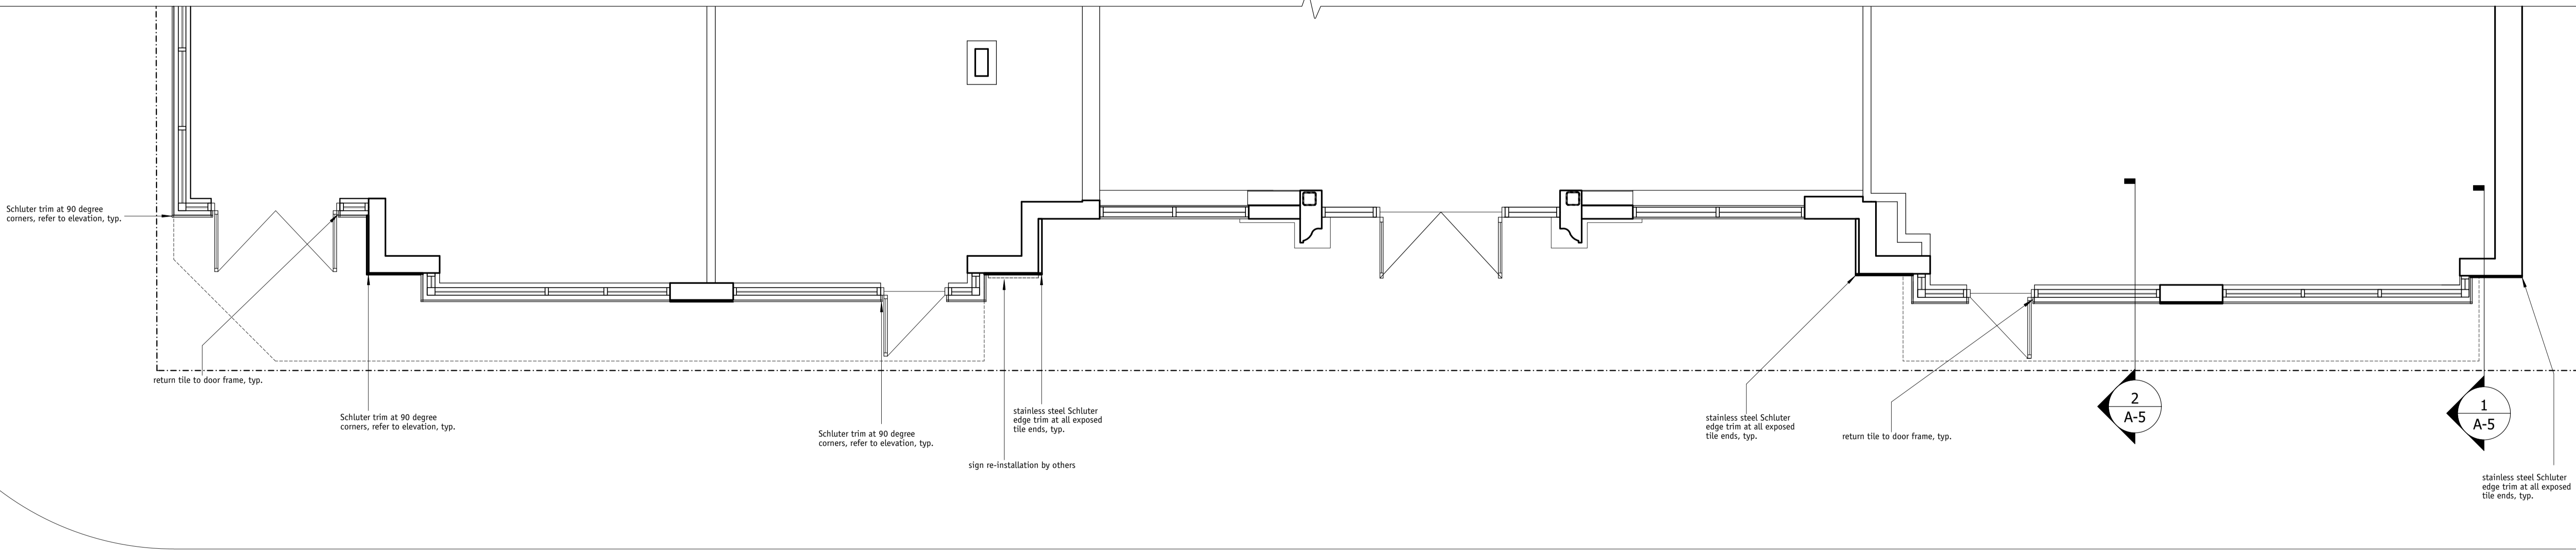 Schluter trim at 90 degree
corners, refer to elevation, typ.
return tile to door frame, typ.
Schluter trim at 90 degree
corners, refer to elevation, typ.
Schluter trim at 90 degree
corners, refer to elevation, typ.
sign re-installation by others
stainless steel Schluter
edge trim at all exposed
tile ends, typ.
stainless steel Schluter
edge trim at all exposed
tile ends, typ.
return tile to door frame, typ.
2
A-5
1
A-5
stainless steel Schluter
edge trim at all exposed
tile ends, typ.